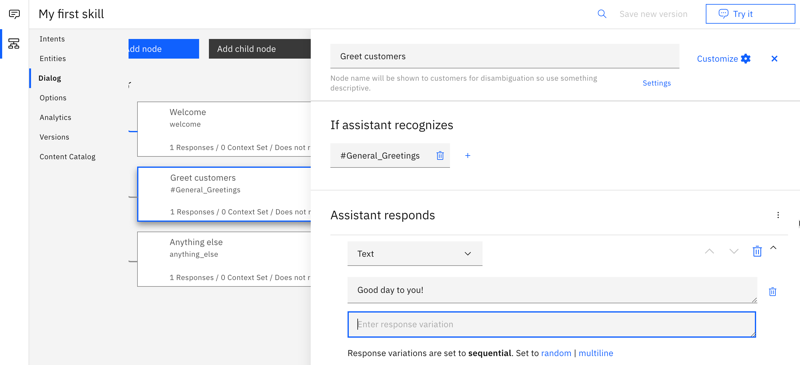 My first skill
Save new version
Try it
Intents
Entities
Dialog
Options
Analytics
Versions
Content Catalog
Add node
Add child node
Welcome
welcome
1 Responses / 0 Context Set / Does not r
Greet customers
#General_Greetings
1 Responses / 0 Context Set / Does not r
Anything else
anything_else
1 Responses / 0 Context Set / Does not r
Greet customers
Customize
Node name will be shown to customers for disambiguation so use something
descriptive.
Settings
If assistant recognizes
#General_Greetings
Assistant responds
Text
Good day to you!
Enter response variation
Response variations are set to sequential. Set to random | multiline